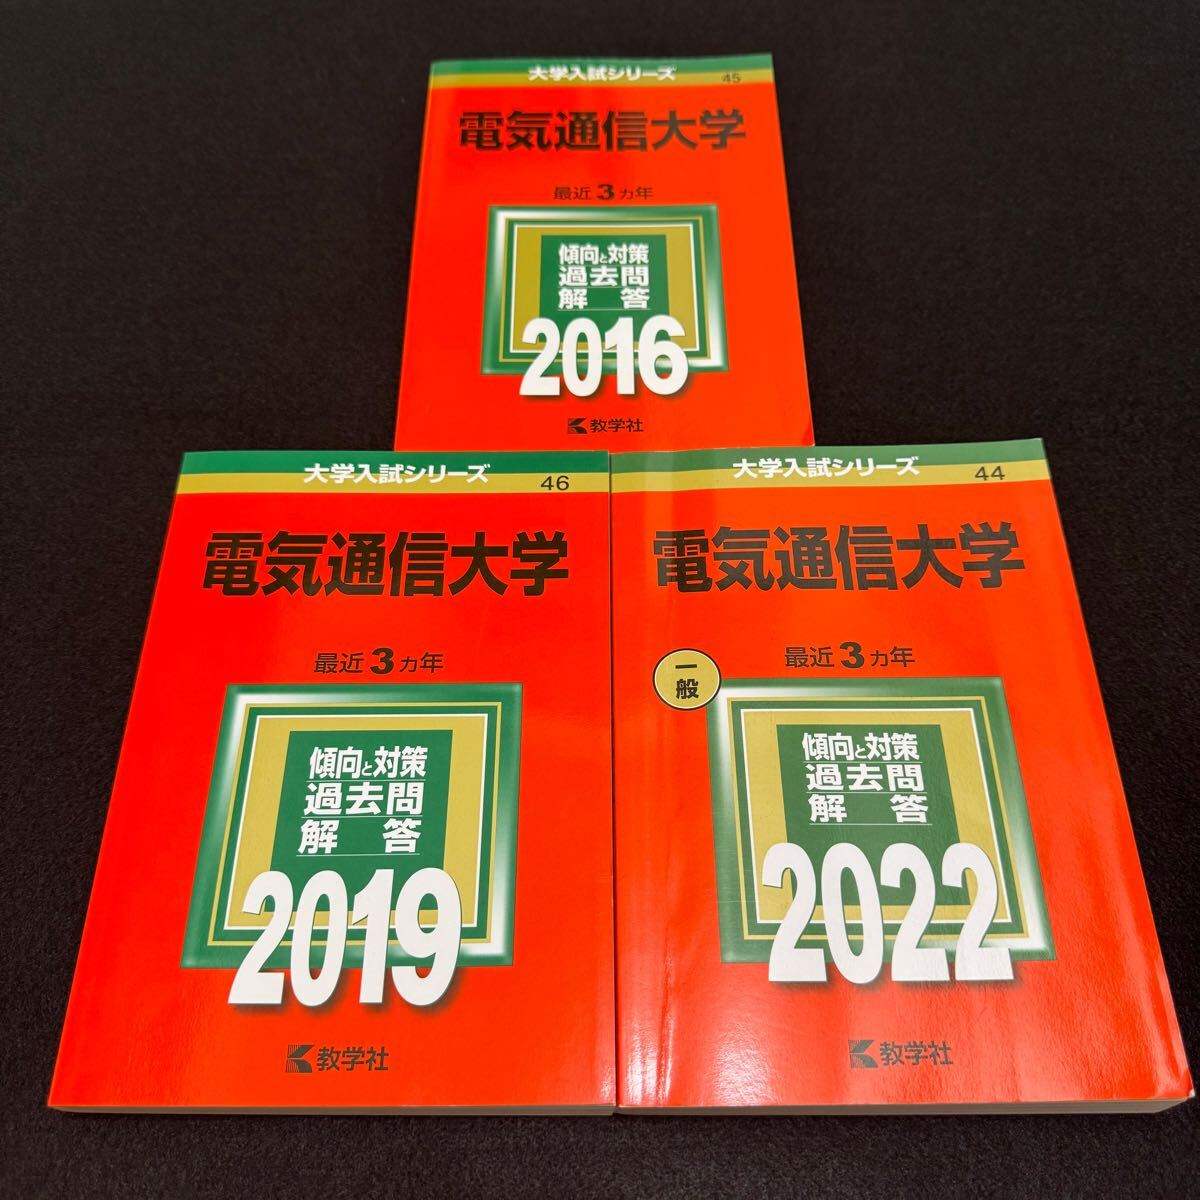 大学入試シリーズ
45
電気通信大学
最近3ヵ年
傾向と対策
過去問
解答
2016
教学社
大学入試シリーズ
46
電気通信大学
最近3ヵ年
傾向と対策
過去問
解答
2019
教学社
大学入試シリーズ
44
電気通信大学
最近3ヵ年
一般
傾向と対策
過去問
解答
2022
教学社